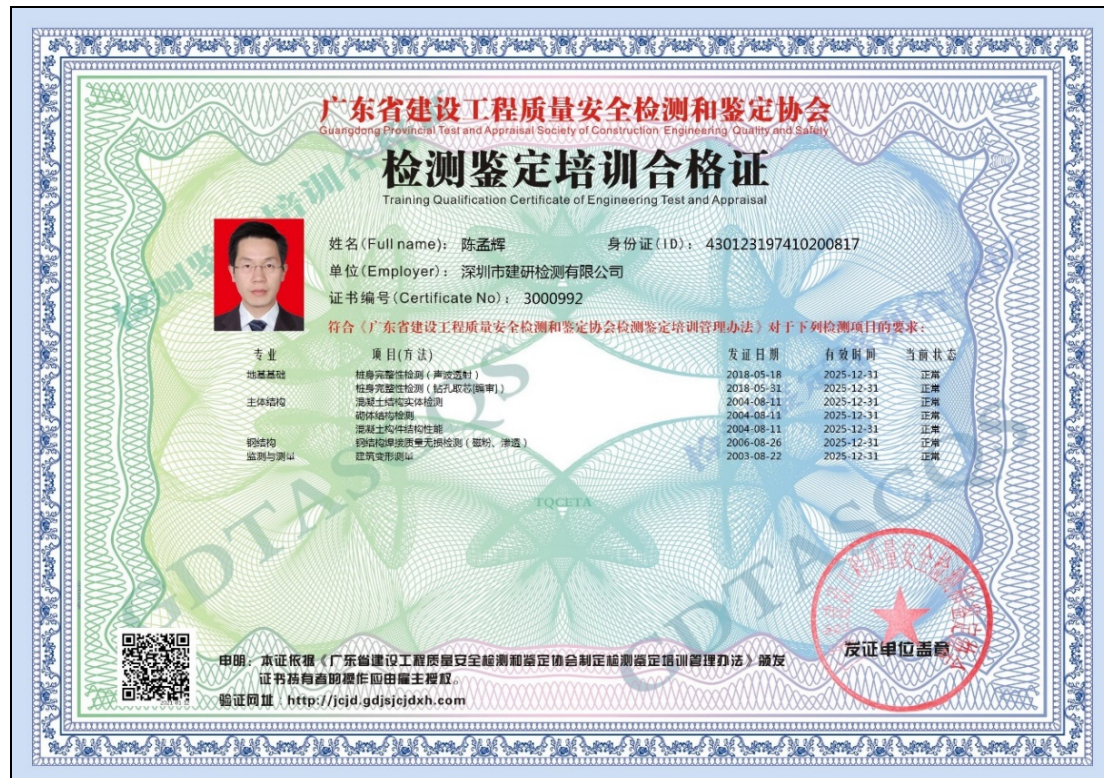 广东省建设工程质量安全检测和鉴定协会
Guangdong Provincial Test and Appraisal Society of Construction Engineering Quality and Safety
检测鉴定培训合格证
Training Qualification Certificate of Engineering Test and Appraisal
姓名(Full name): 陈孟辉 身份证(ID): 430123197410200817
单位(Employer): 深圳市建研检测有限公司
证书编号(Certificate No): 3000992
符合《广东省建设工程质量安全检测和鉴定协会检测鉴定培训管理办法》对于下列检测项目的要求:
专业 项目(方法) 发证日期 有效时间 当前状态
地基基础 桩身完整性检测(声波透射) 2018-05-18 2025-12-31 正常
桩身完整性检测(钻孔取芯[编审]) 2018-05-31 2025-12-31 正常
主体结构 混凝土结构实体检测 2004-08-11 2025-12-31 正常
砌体结构检测 2004-08-11 2025-12-31 正常
混凝土构件结构性能 2004-08-11 2025-12-31 正常
钢结构 钢结构焊接质量无损检测(磁粉、渗透) 2006-08-26 2025-12-31 正常
监测与测量 建筑变形测量 2003-08-22 2025-12-31 正常
TQCETA
GDTASCQS
GDTASCQS
发证单位盖章
申明: 本证依据《广东省建设工程质量安全检测和鉴定协会制定检测鉴定培训管理办法》颁发
证书持有者的操作应由雇主授权。
验证网址: http://jcjd.gdjsjcjdxh.com